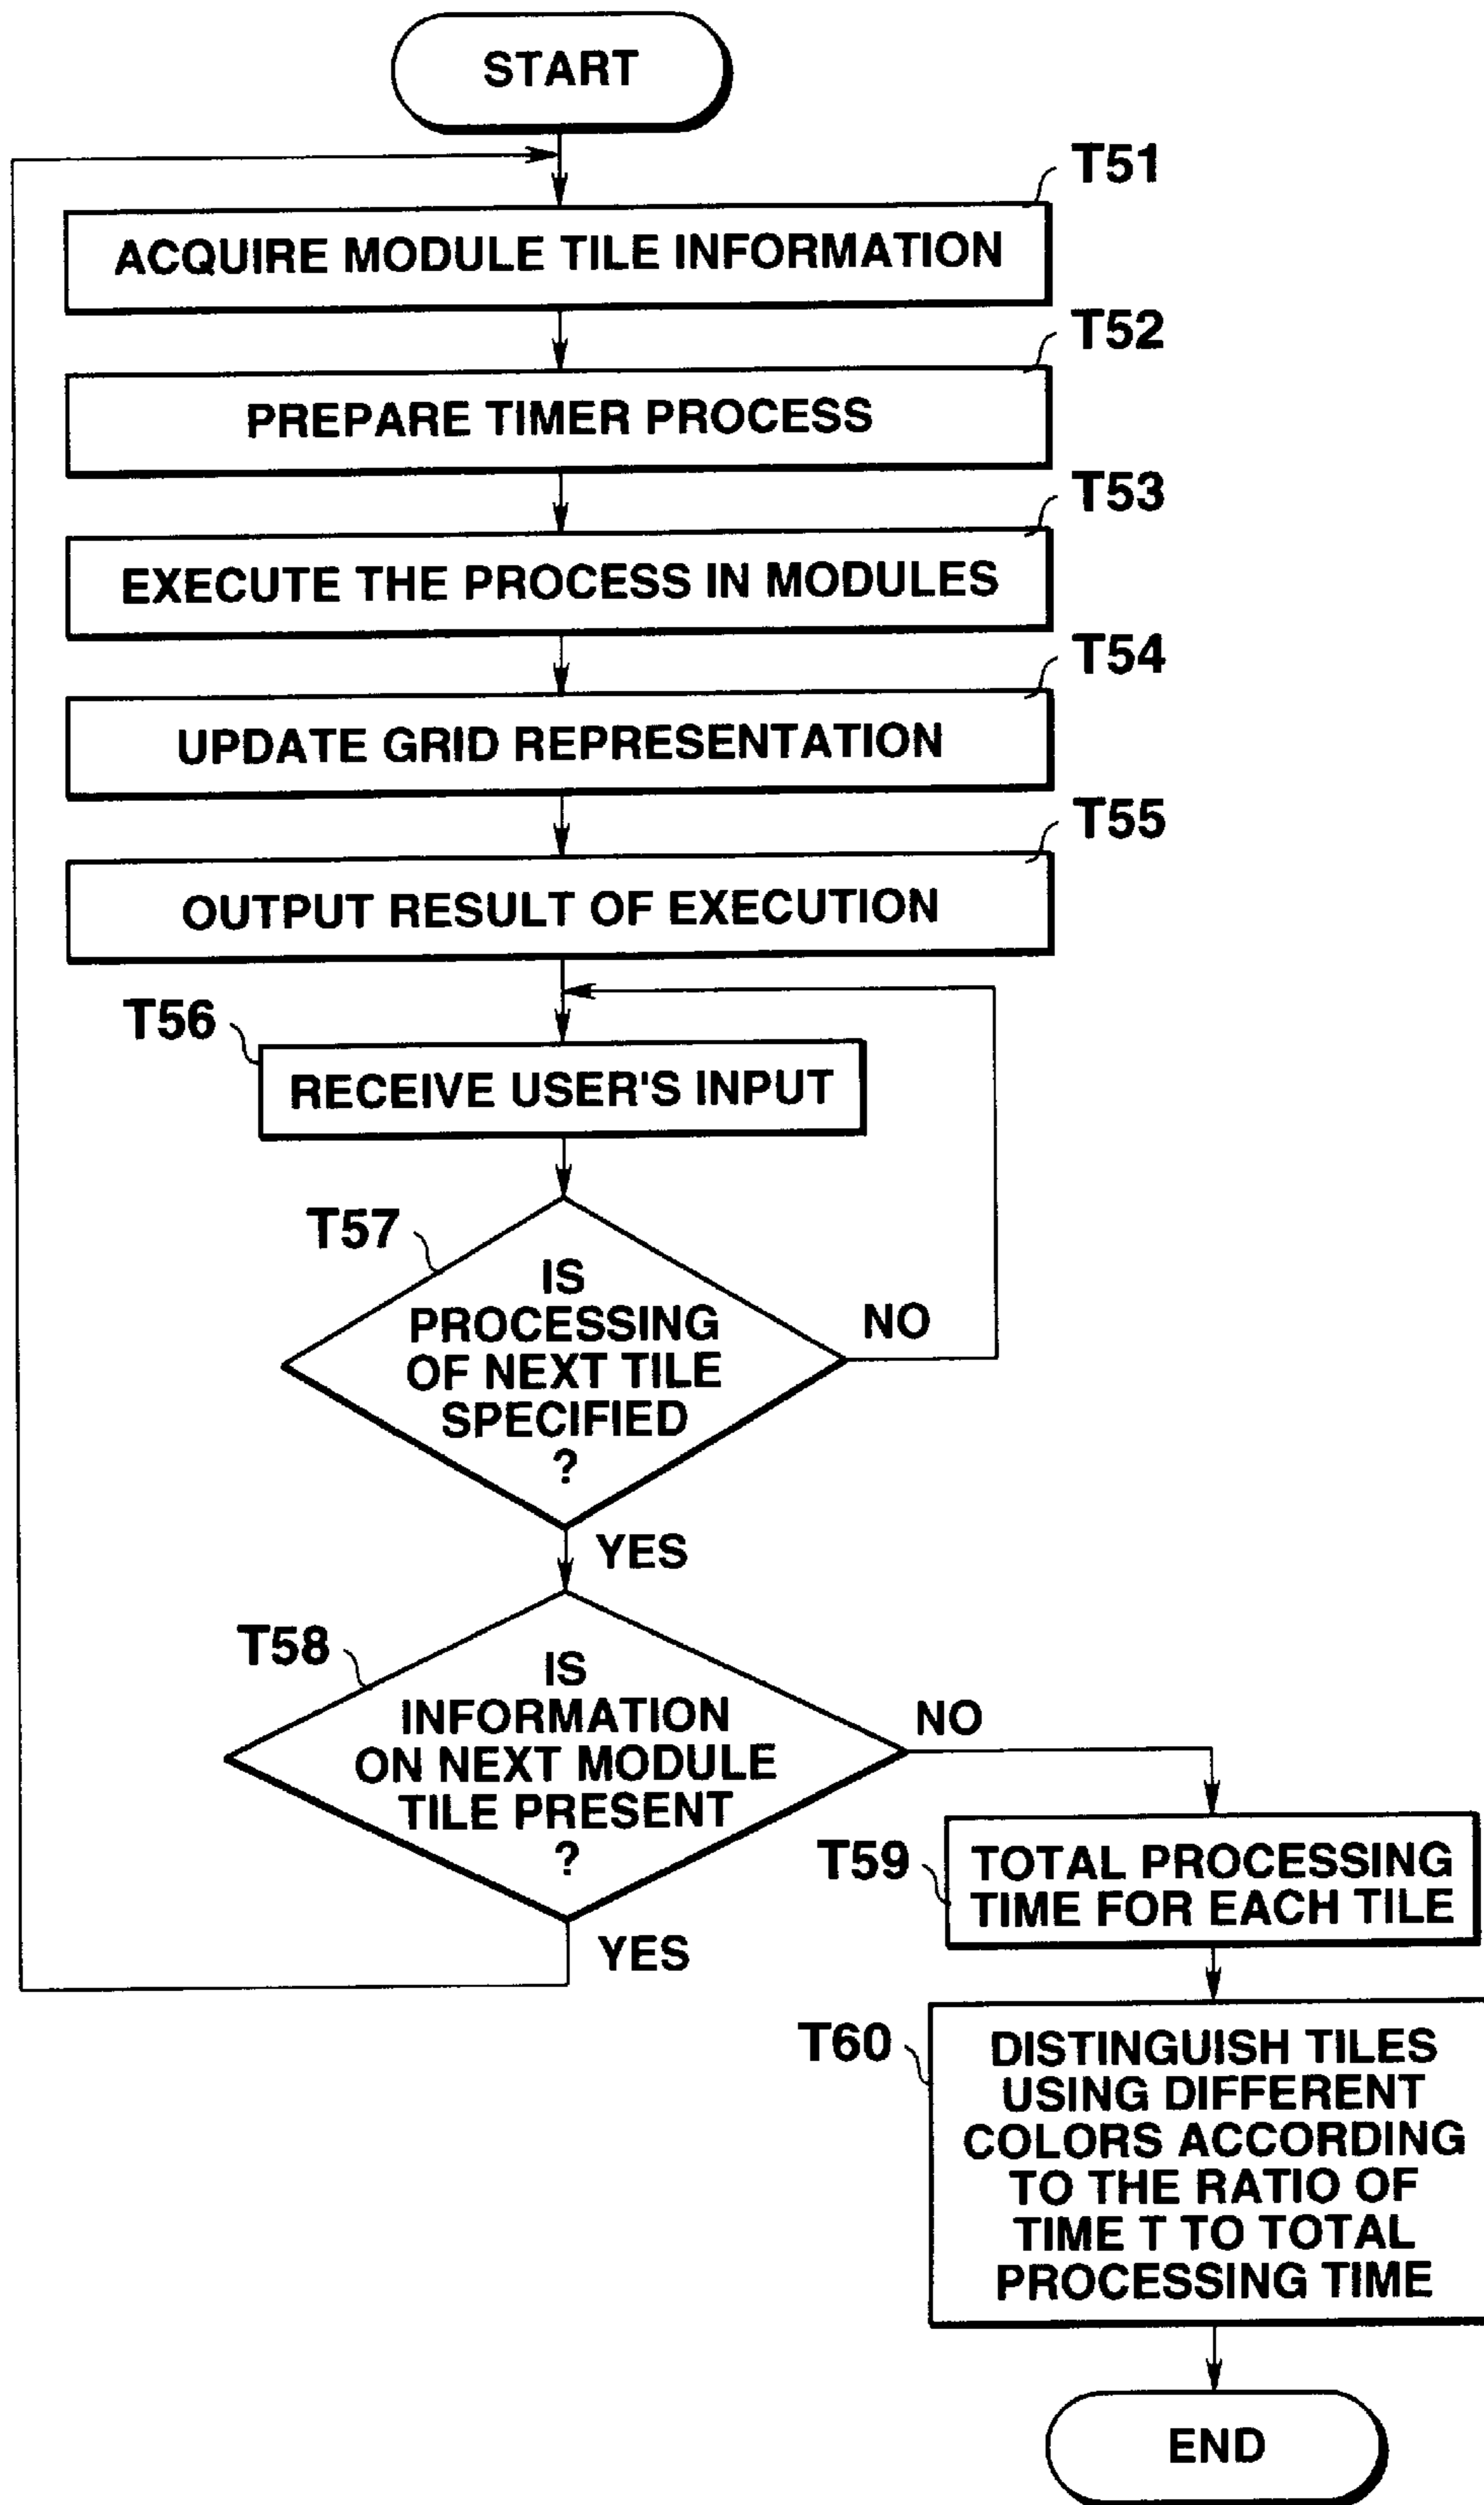 START
T51
ACQUIRE MODULE TILE INFORMATION
T52
PREPARE TIMER PROCESS
T53
EXECUTE THE PROCESS IN MODULES
T54
UPDATE GRID REPRESENTATION
T55
OUTPUT RESULT OF EXECUTION
T56
RECEIVE USER'S INPUT
T57
IS
PROCESSING
OF NEXT TILE
SPECIFIED
?
NO
YES
T58
IS
INFORMATION
ON NEXT MODULE
TILE PRESENT
?
NO
YES
T59
TOTAL PROCESSING
TIME FOR EACH TILE
T60
DISTINGUISH TILES
USING DIFFERENT
COLORS ACCORDING
TO THE RATIO OF
TIME T TO TOTAL
PROCESSING TIME
END